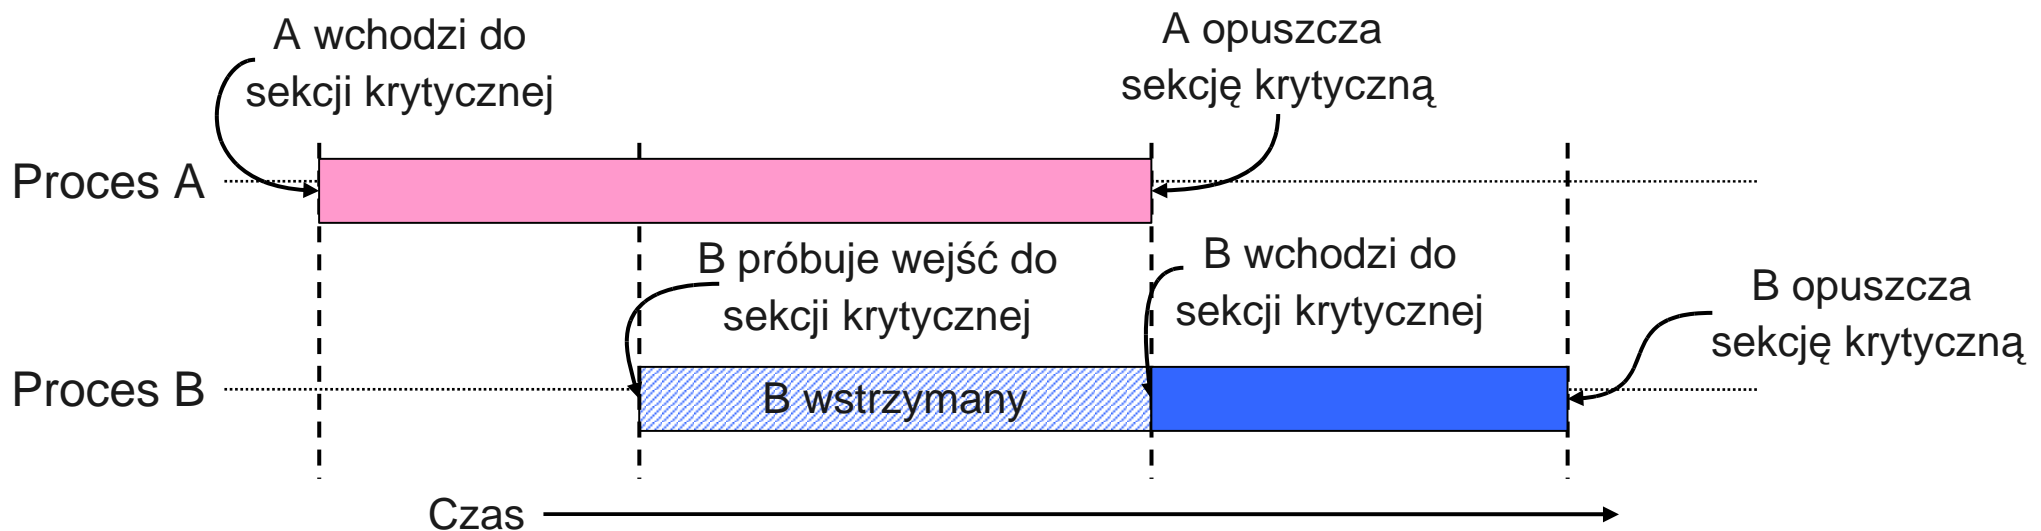 A wchodzi do
sekcji krytycznej
A opuszcza
sekcję krytyczną
Proces A
B próbuje wejść do
sekcji krytycznej
B wchodzi do
sekcji krytycznej
B opuszcza
sekcję krytyczną
Proces B
B wstrzymany
Czas